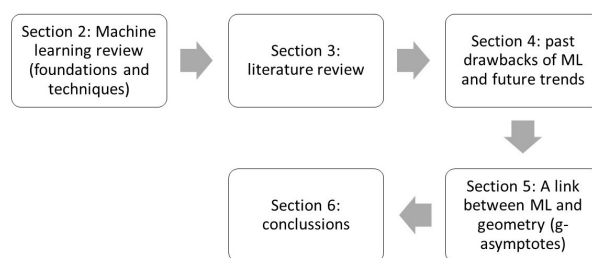 Section 2: Machine
learning review
(foundations and
techniques)
Section 3:
literature review
Section 4: past
drawbacks of ML
and future trends
Section 5: A link
between ML and
geometry (g-
asymptotes)
Section 6:
conclussions